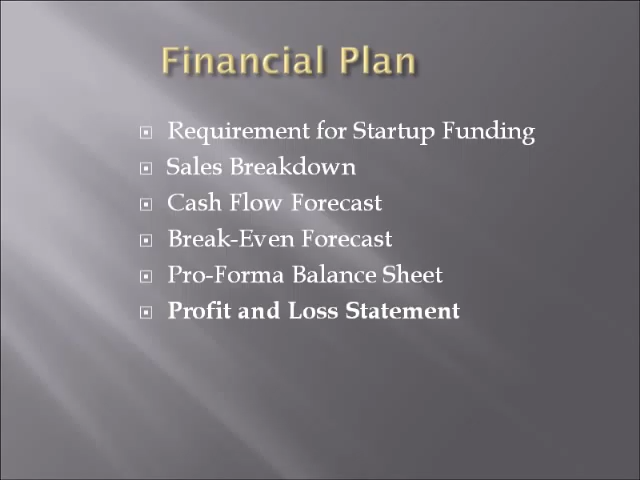 Financial Plan
Requirement for Startup Funding
Sales Breakdown
Cash Flow Forecast
Break-Even Forecast
Pro-Forma Balance Sheet
Profit and Loss Statement